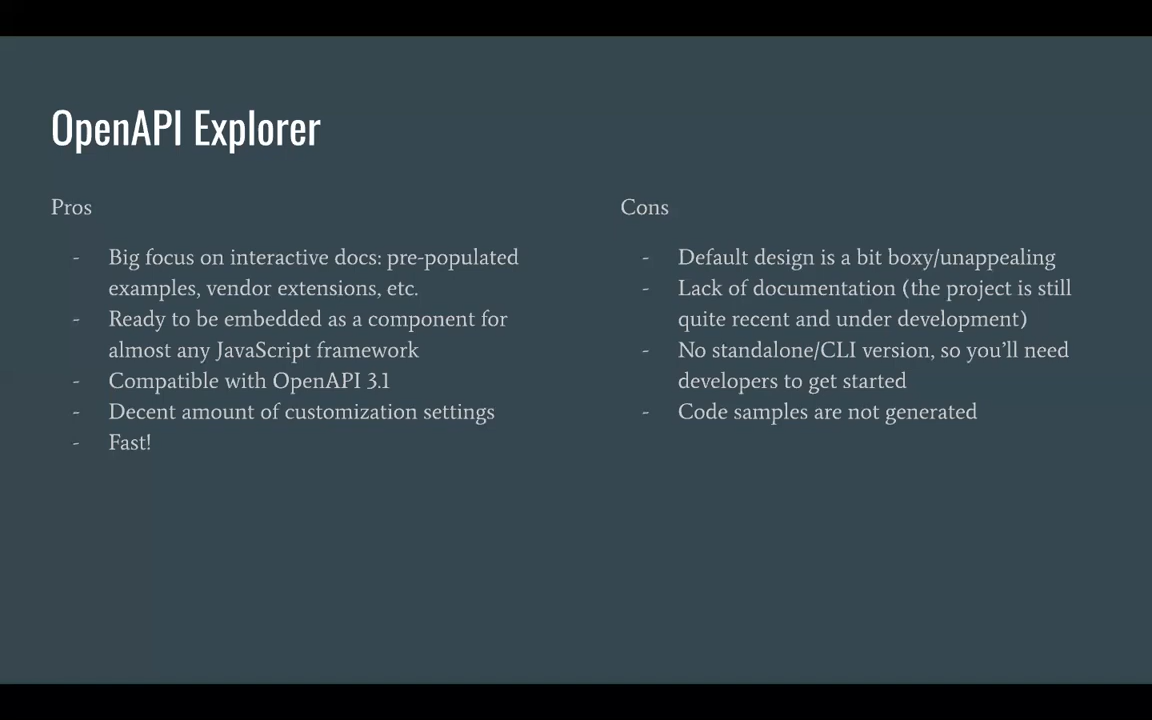 OpenAPI Explorer
Pros
- Big focus on interactive docs: pre-populated
examples, vendor extensions, etc.
- Ready to be embedded as a component for
almost any JavaScript framework
- Compatible with OpenAPI 3.1
- Decent amount of customization settings
- Fast!
Cons
- Default design is a bit boxy/unappealing
- Lack of documentation (the project is still
quite recent and under development)
- No standalone/CLI version, so you’ll need
developers to get started
- Code samples are not generated